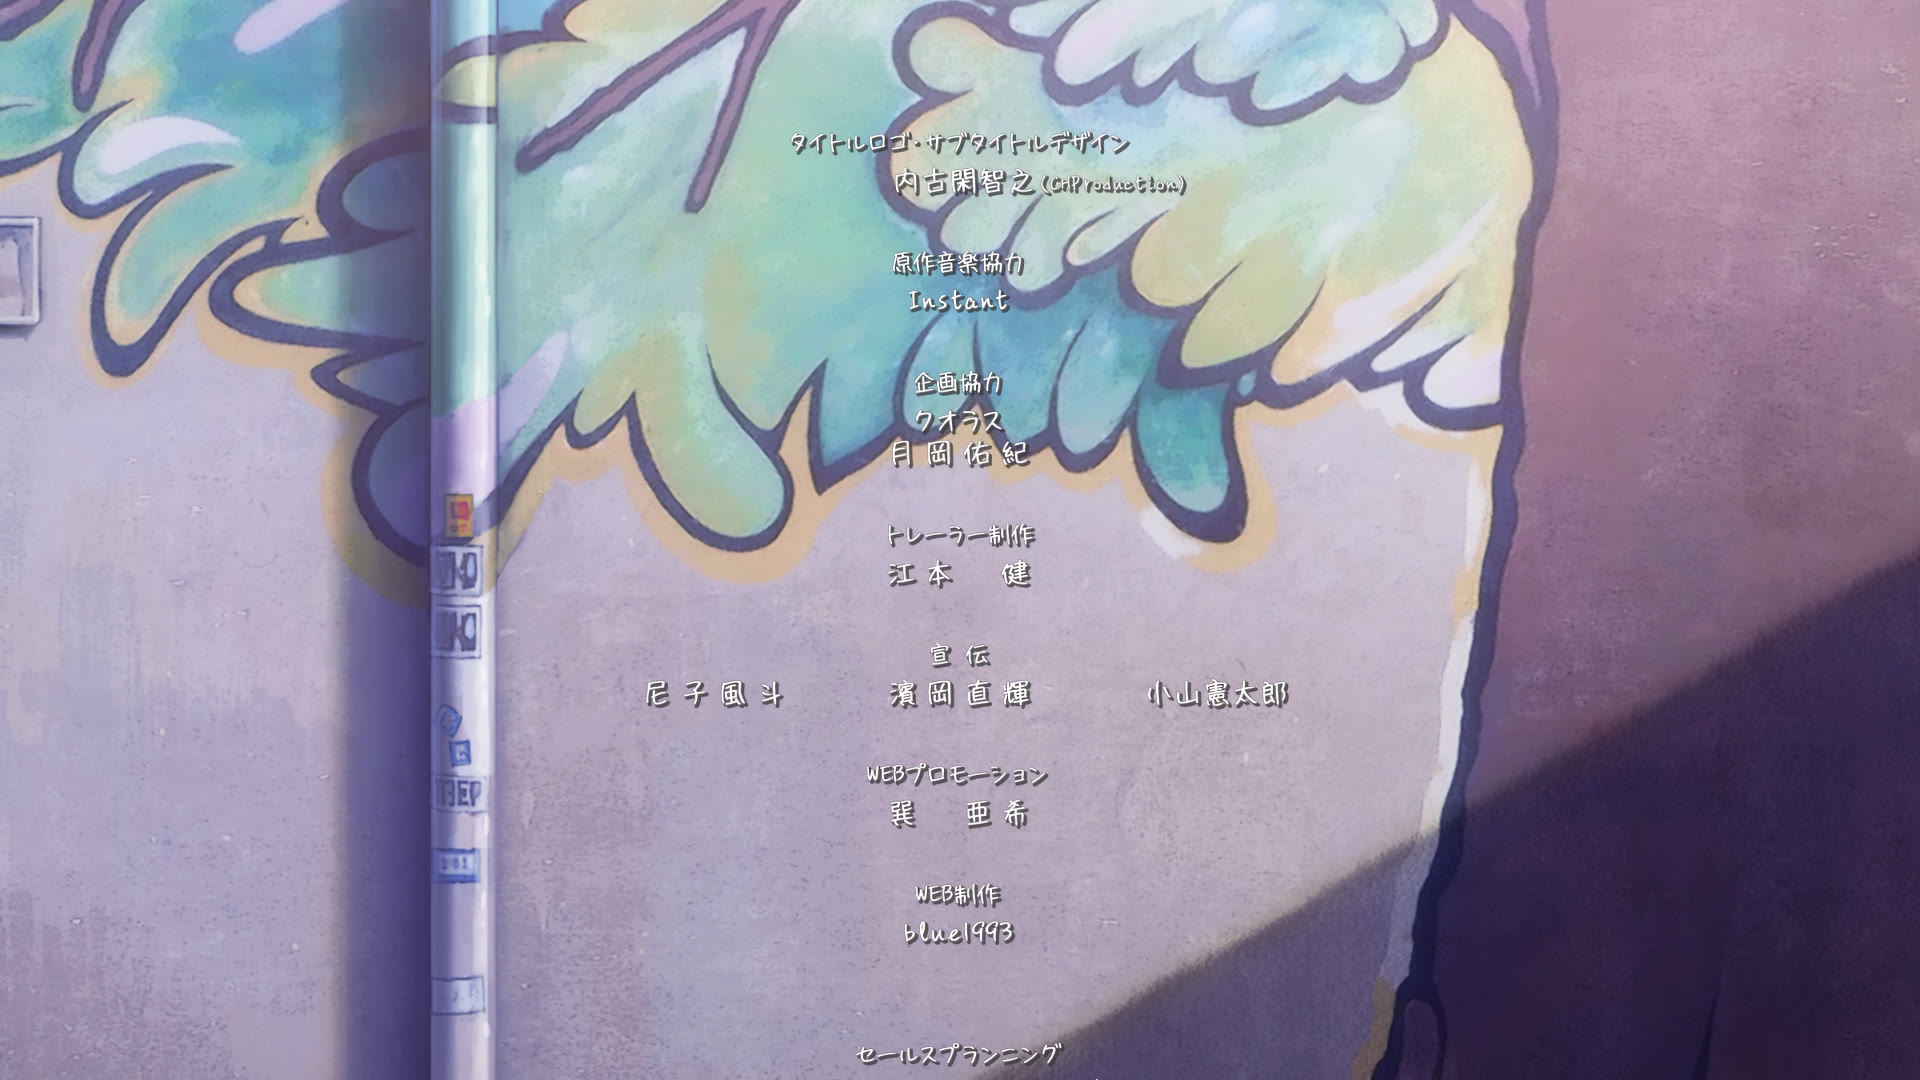 タイトルロゴ・サブタイトルデザイン
内古閑智之(CHProduction)
原作音楽協力
Instant
企画協力
クオラス
月岡佑紀
トレーラー制作
江本 健
宣伝
尼子風斗 濱岡直輝 小山憲太郎
WEBプロモーション
巽 亜希
WEB制作
blue1993
セールスプランニング